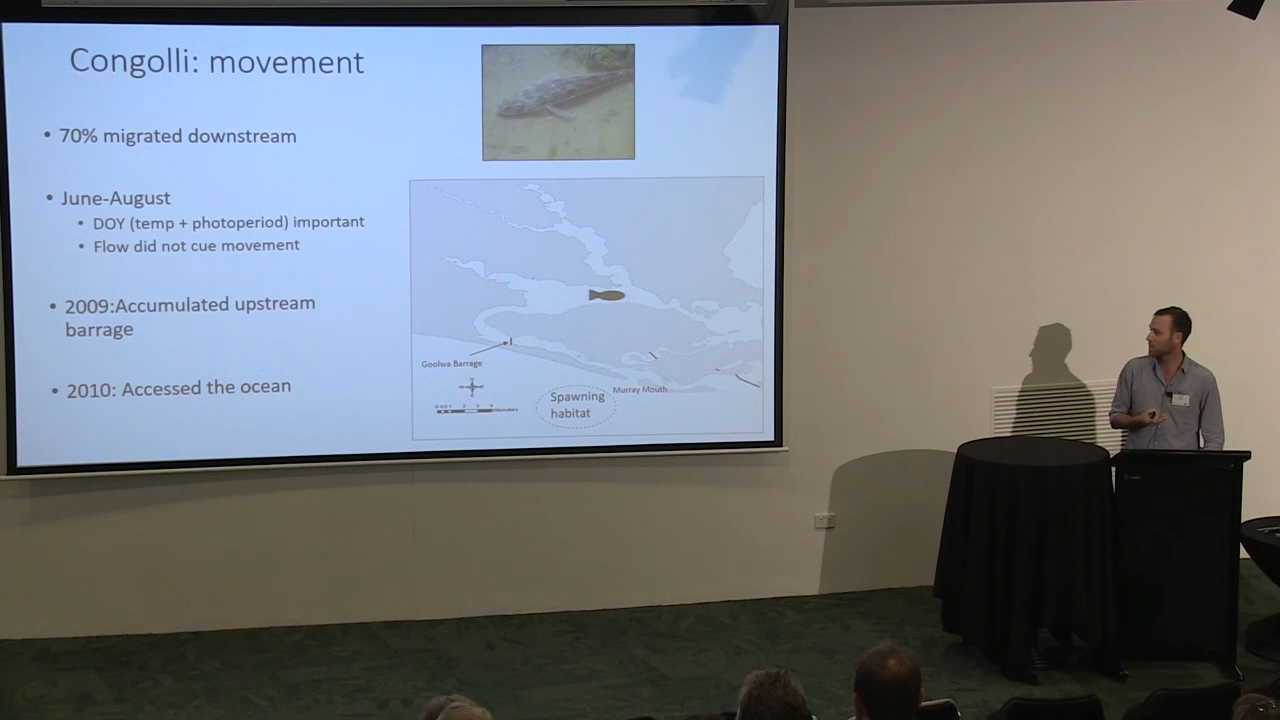 Congolli: movement
• 70% migrated downstream
• June-August
• DOY (temp + photoperiod) important
• Flow did not cue movement
• 2009:Accumulated upstream
barrage
• 2010: Accessed the ocean
Goolwa Barrage
Murray Mouth
Spawning
habitat